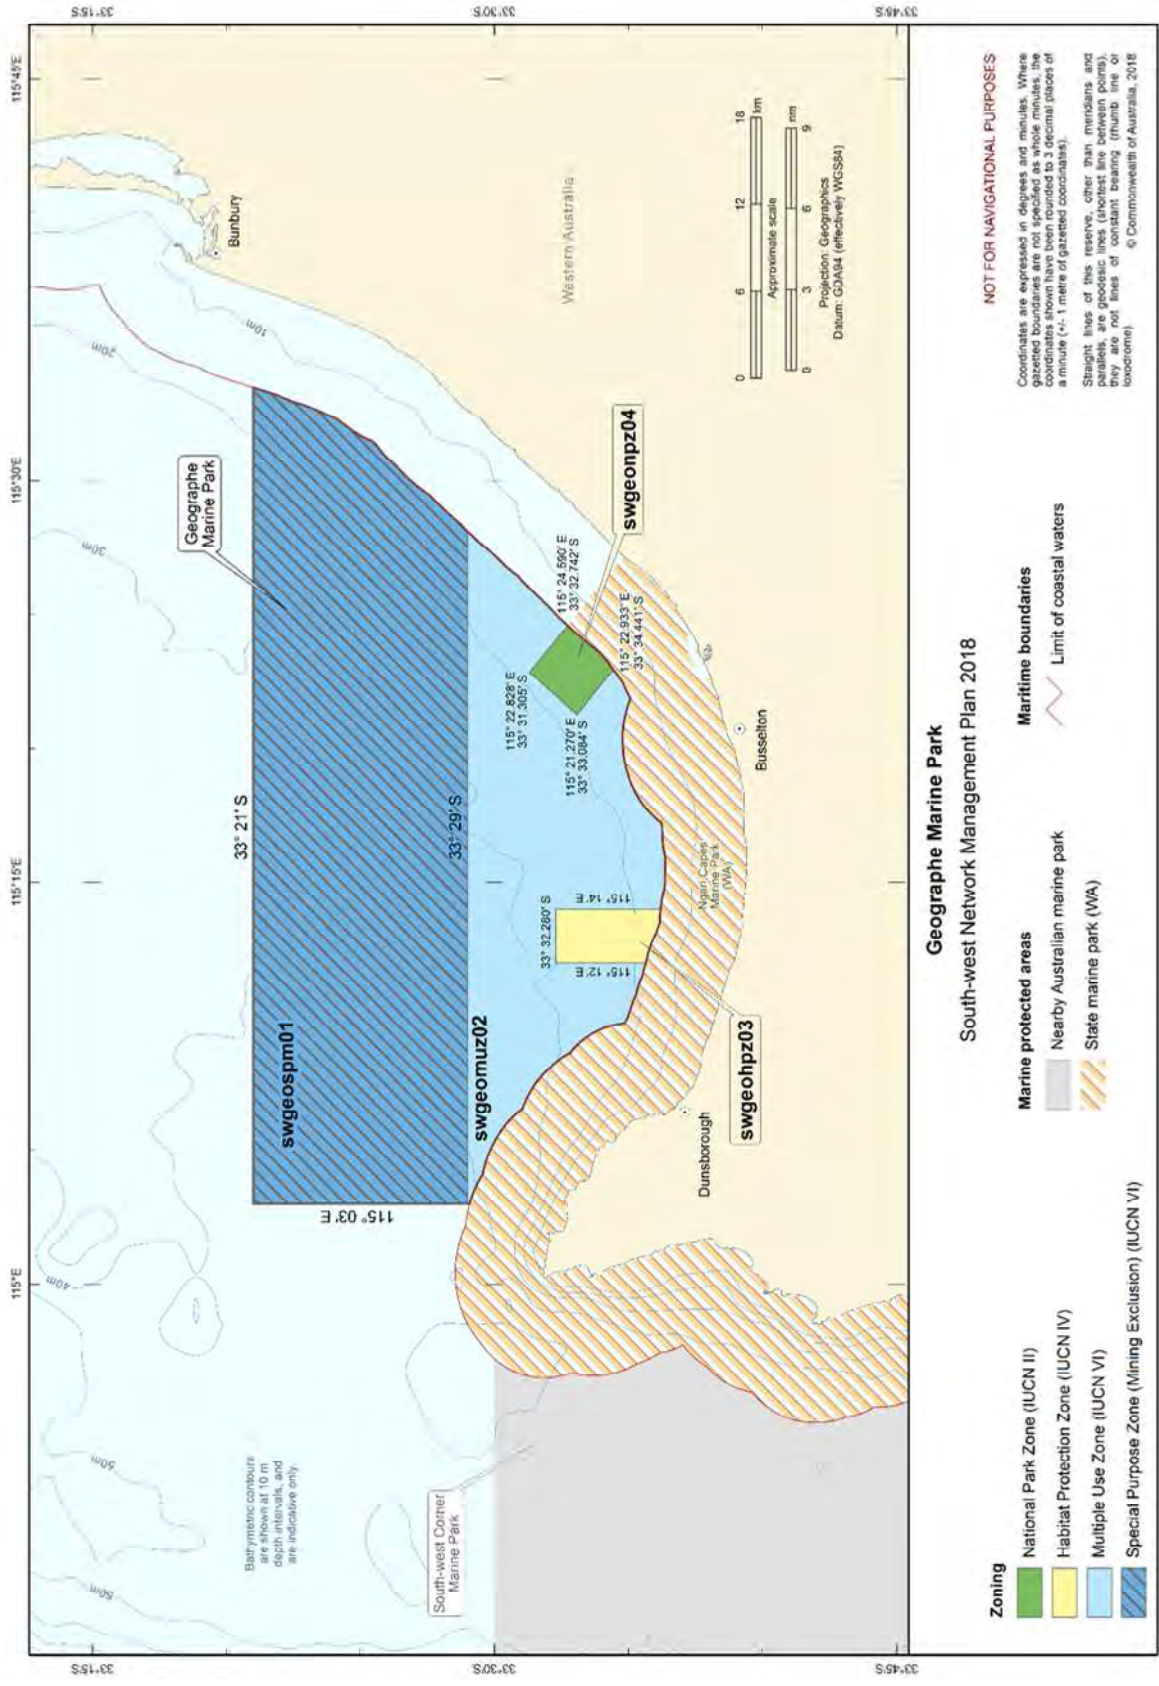 115°E
115°15'E
115°30'E
115°45'E
33°15'S
33°15'S
33°30'S
33°30'S
33°45'S
33°45'S
50m
50m
40m
30m
20m
10m
Bathymetric contours
are shown at 10 m
depth intervals, and
are indicative only.
South-west Corner
Marine Park
Geographe
Marine Park
33° 21' S
115° 03' E
swgeospm01
33° 29' S
swgeomuz02
33° 32.280' S
115° 12' E
115° 14' E
swgeohpz03
115° 22.828' E
33° 31.305' S
115° 24.590' E
33° 32.742' S
115° 21.270' E
33° 33.084' S
115° 22.933' E
33° 34.441' S
swgeonpz04
Ngari Capes
Marine Park
(WA)
Bunbury
Busselton
Dunsborough
Western Australia
0 6 12 18
km
Approximate scale
nm
0 3 6 9
Projection: Geographics
Datum: GDA94 (effectively WGS84)
Geographe Marine Park
South-west Network Management Plan 2018
Zoning
National Park Zone (IUCN II)
Habitat Protection Zone (IUCN IV)
Multiple Use Zone (IUCN VI)
Special Purpose Zone (Mining Exclusion) (IUCN VI)
Marine protected areas
Nearby Australian marine park
State marine park (WA)
Maritime boundaries
Limit of coastal waters
NOT FOR NAVIGATIONAL PURPOSES
Coordinates are expressed in degrees and minutes. Where
gazetted boundaries are not specified as whole minutes, the
coordinates shown have been rounded to 3 decimal places of
a minute (+/- 1 metre of gazetted coordinates).
Straight lines of this reserve, other than meridians and
parallels, are geodesic lines (shortest line between points),
they are not lines of constant bearing (rhumb line or
loxodrome).
© Commonwealth of Australia, 2018